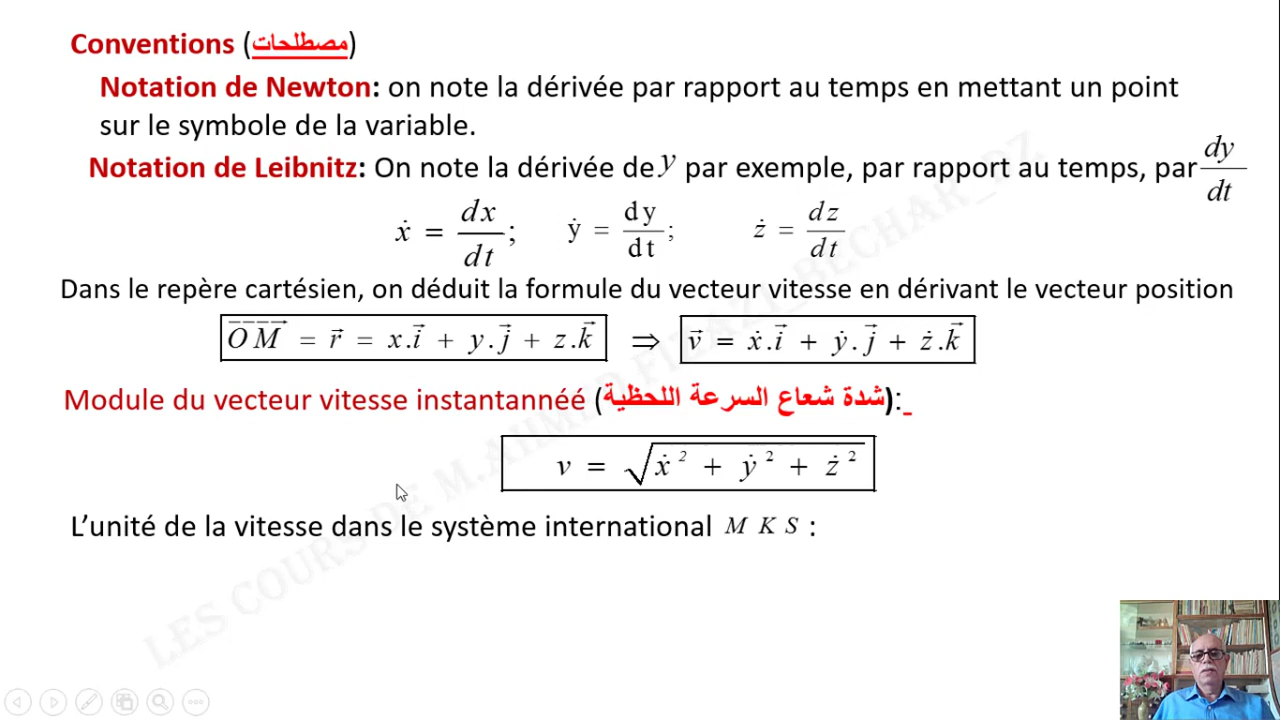 Conventions (مصطلحات)
Notation de Newton: on note la dérivée par rapport au temps en mettant un point
sur le symbole de la variable.
Notation de Leibnitz: On note la dérivée de y par exemple, par rapport au temps, par dy/dt
ẋ = dx/dt; ẏ = dy/dt; ż = dz/dt
Dans le repère cartésien, on déduit la formule du vecteur vitesse en dérivant le vecteur position
OM⃗ = r⃗ = x.i⃗ + y.j⃗ + z.k⃗ ⇒ v⃗ = ẋ.i⃗ + ẏ.j⃗ + ż.k⃗
Module du vecteur vitesse instantannéé (شدة شعاع السرعة اللحظية):
v = √(ẋ² + ẏ² + ż²)
L’unité de la vitesse dans le système international M K S :